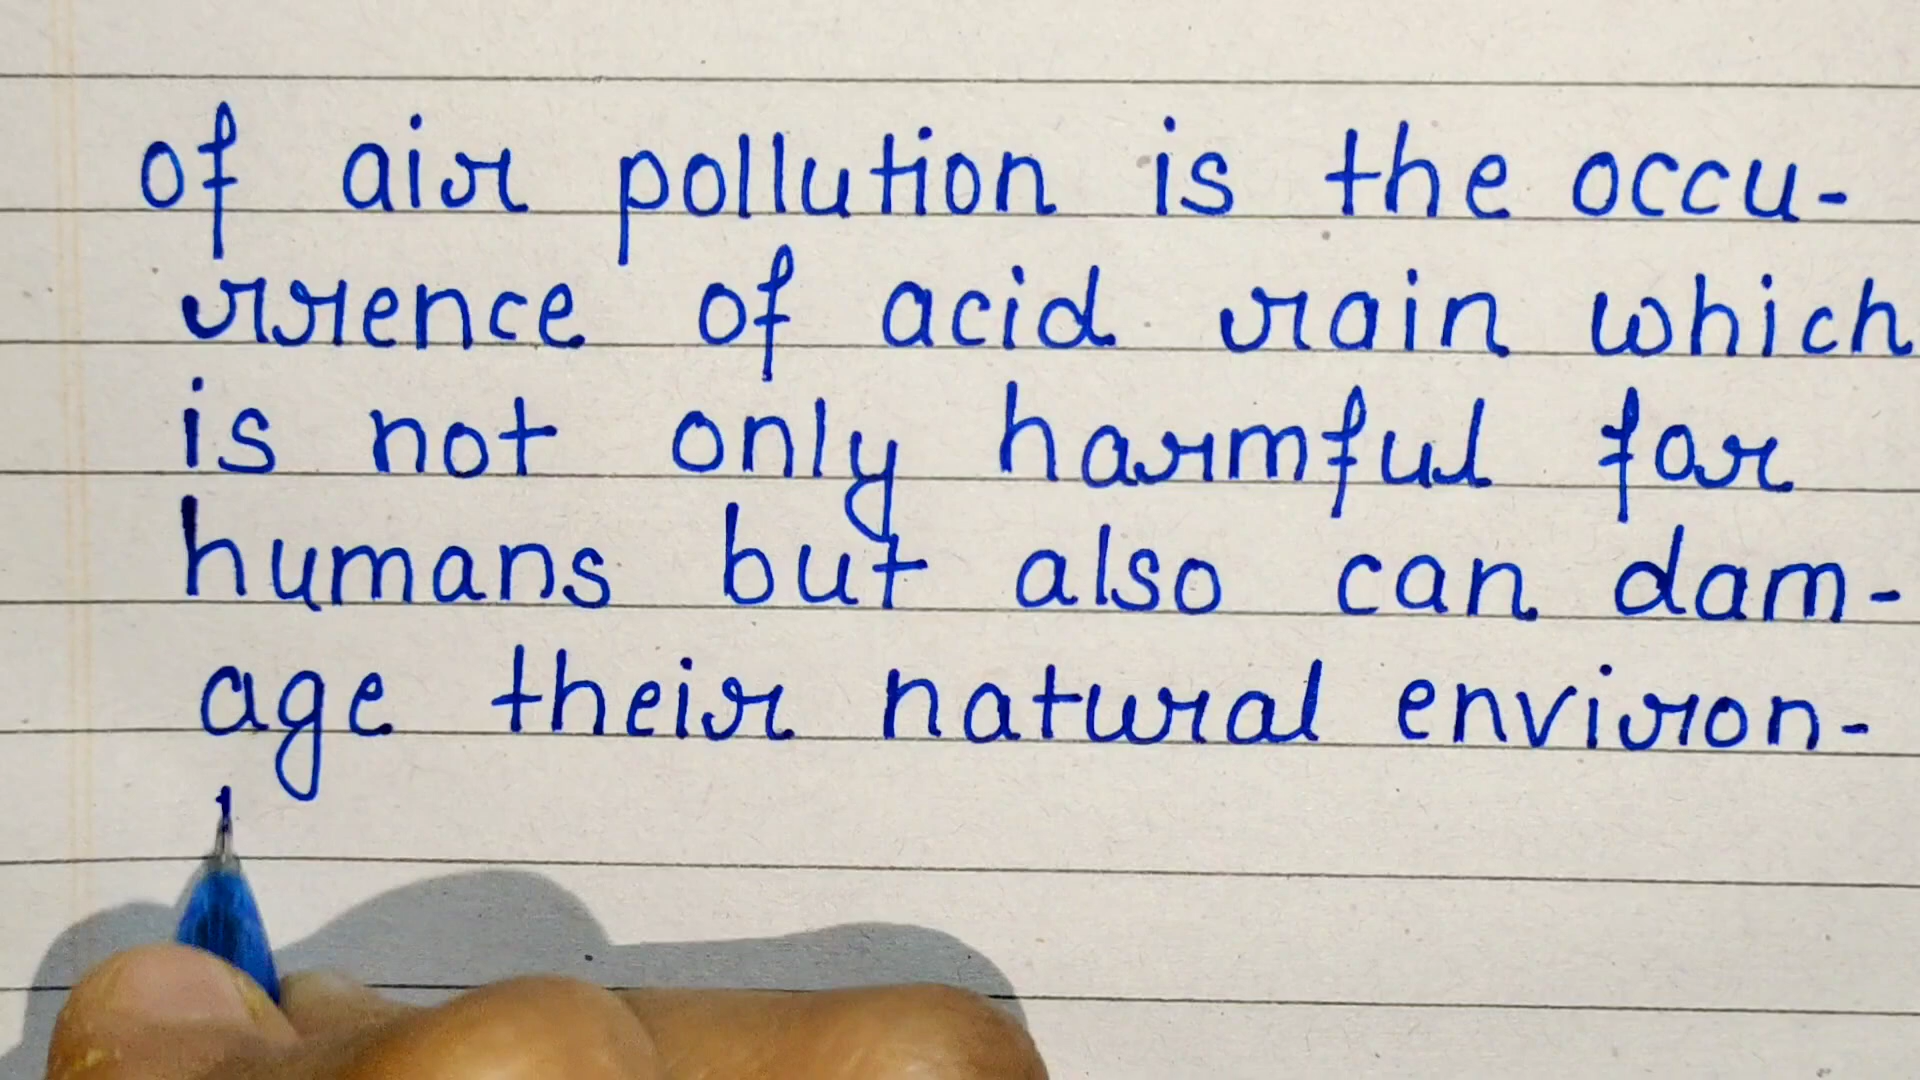 of air pollution is the occu-
rrence of acid rain which
is not only harmful for
humans but also can dam-
age their natural environ-